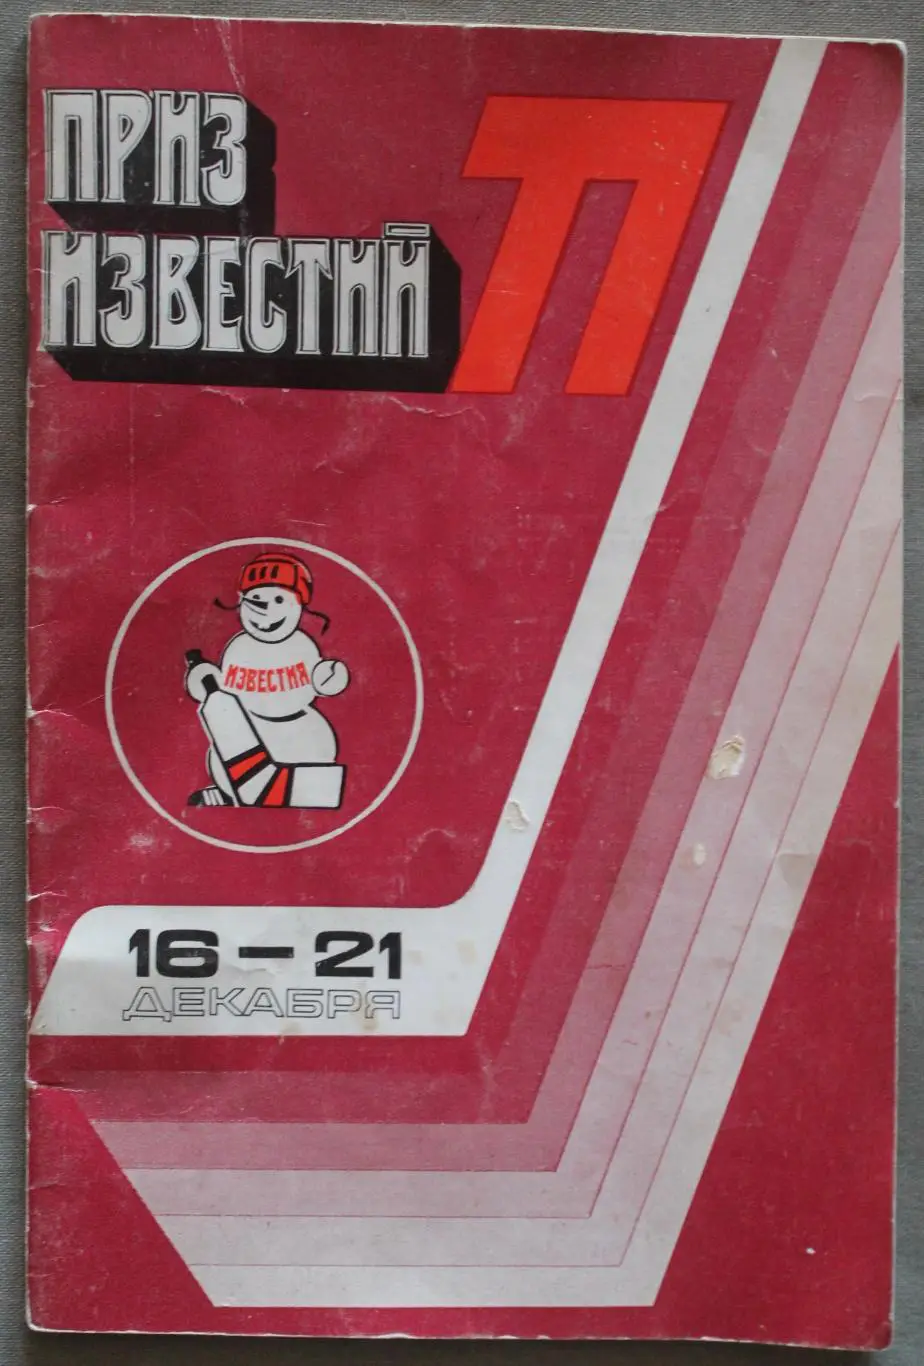 ПРИЗ
ИЗВЕСТИЙ 77
ИЗВЕСТИЯ
16 – 21
ДЕКАБРЯ